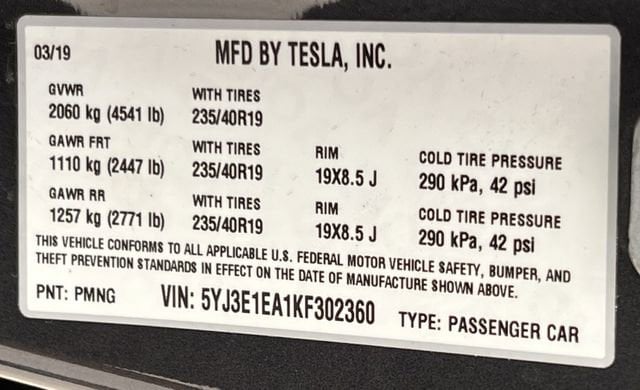 03/19 MFD BY TESLA, INC.
GVWR WITH TIRES
2060 kg (4541 lb) 235/40R19
GAWR FRT WITH TIRES RIM COLD TIRE PRESSURE
1110 kg (2447 lb) 235/40R19 19X8.5 J 290 kPa, 42 psi
GAWR RR WITH TIRES RIM COLD TIRE PRESSURE
1257 kg (2771 lb) 235/40R19 19X8.5 J 290 kPa, 42 psi
THIS VEHICLE CONFORMS TO ALL APPLICABLE U.S. FEDERAL MOTOR VEHICLE SAFETY, BUMPER, AND
THEFT PREVENTION STANDARDS IN EFFECT ON THE DATE OF MANUFACTURE SHOWN ABOVE.
PNT: PMNG VIN: 5YJ3E1EA1KF302360 TYPE: PASSENGER CAR